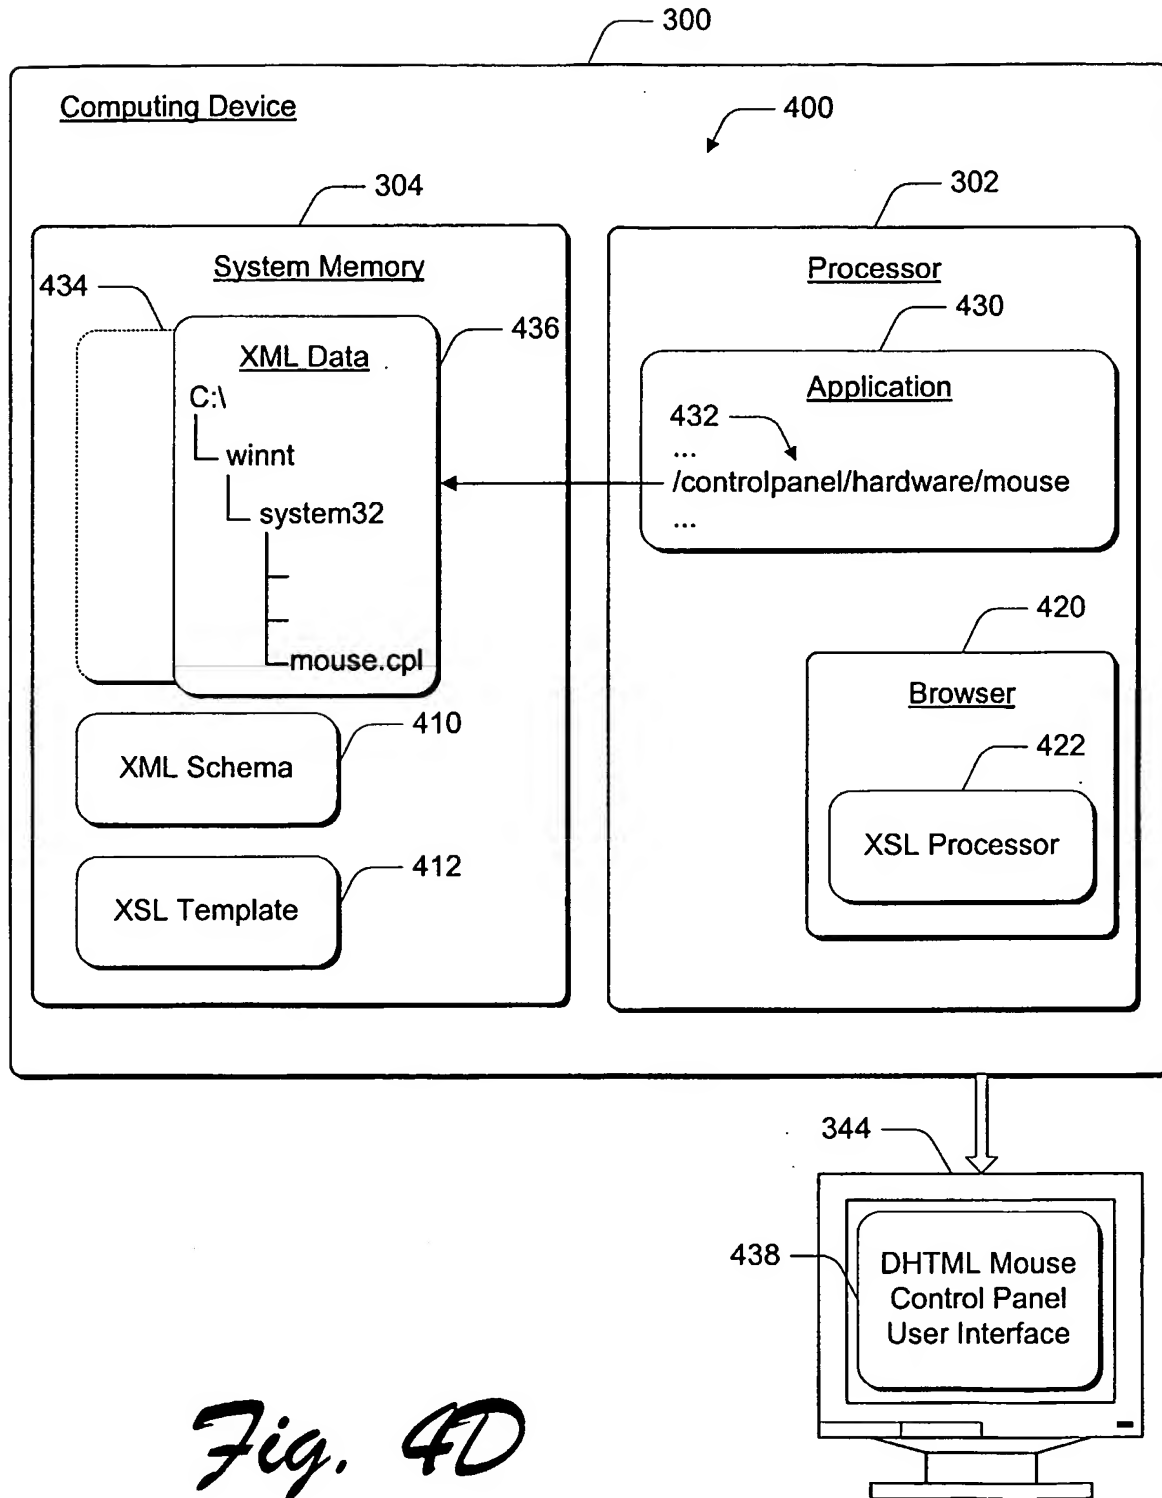 300
Computing Device
400
304
302
System Memory
Processor
434
430
436
XML Data
Application
C:\
432
winnt
...
/controlpanel/hardware/mouse
system32
...
mouse.cpl
420
Browser
410
XML Schema
422
XSL Processor
412
XSL Template
344
438
DHTML Mouse
Control Panel
User Interface
Fig. 4D